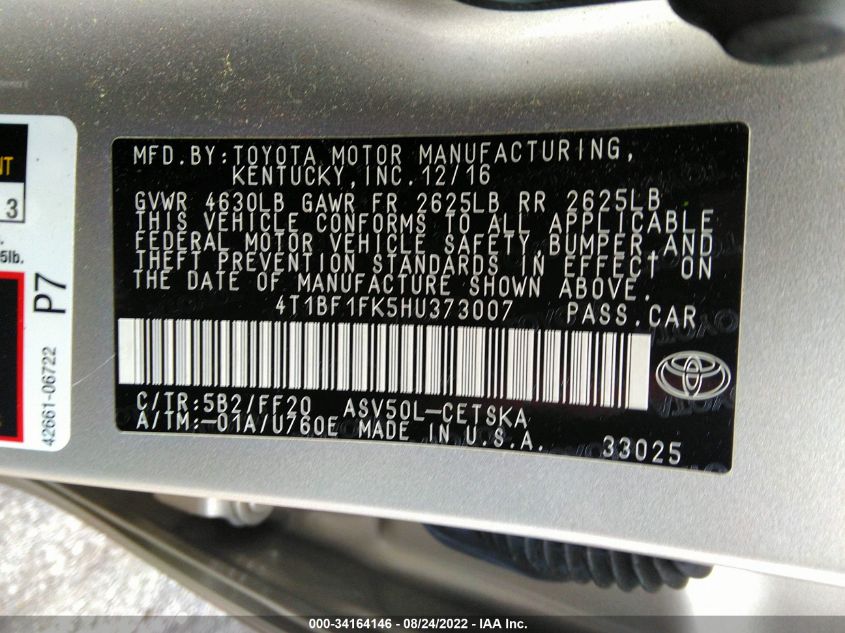 MFD.BY:TOYOTA MOTOR MANUFACTURING,
KENTUCKY,INC.12/16
GVWR 4630LB GAWR FR 2625LB RR 2625LB
THIS VEHICLE CONFORMS TO ALL APPLICABLE
FEDERAL MOTOR VEHICLE SAFETY,BUMPER,AND
THEFT PREVENTION STANDARDS IN EFFECT ON
THE DATE OF MANUFACTURE SHOWN ABOVE.
4T1BF1FK5HU373007 PASS.CAR
C/TR:5B2/FF20 ASV50L-CETSKA
A/TM:-01A/U760E MADE IN U.S.A.
33025
3
5lb.
P7
42661-06722
000-34164146 - 08/24/2022 - IAA Inc.